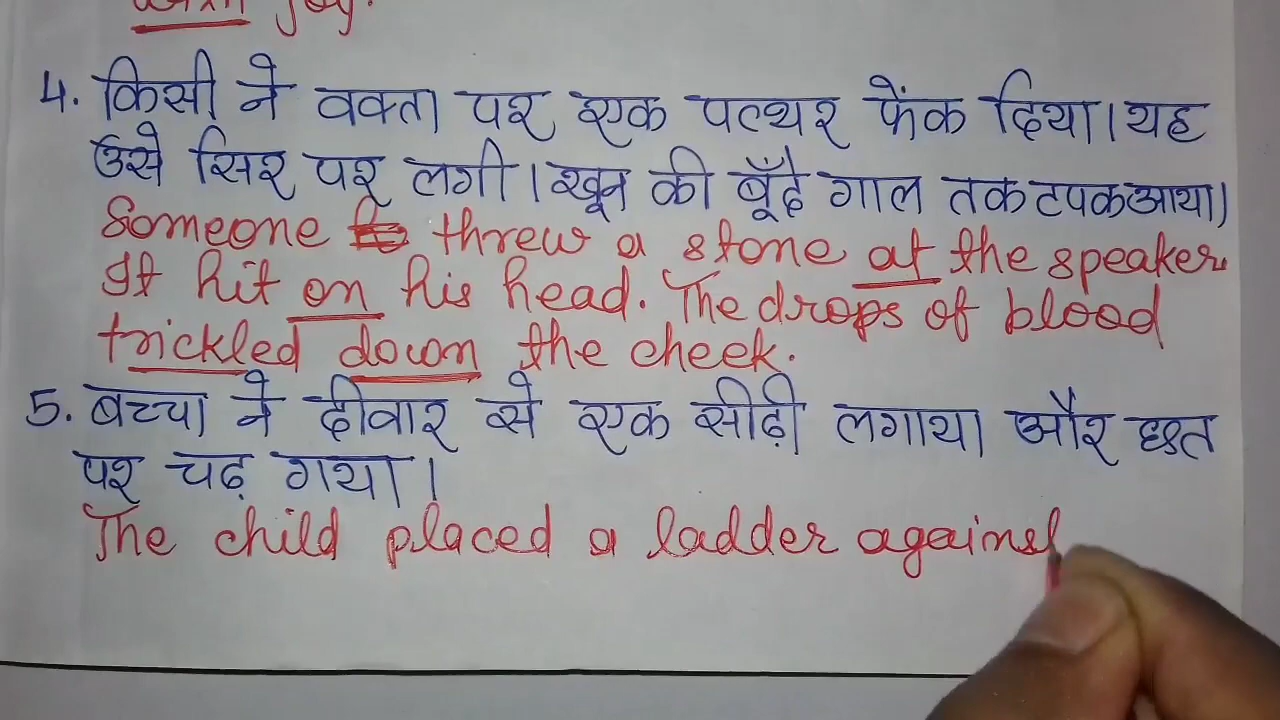 with joy.
4. किसी ने वक्ता पर एक पत्थर फेंक दिया। यह
उसे सिर पर लगी। खून की बूँदें गाल तक टपक आया।
Someone threw a stone at the speaker.
It hit on his head. The drops of blood
trickled down the cheek.
5. बच्चा ने दीवार से एक सीढ़ी लगाया और छत
पर चढ़ गया।
The child placed a ladder against